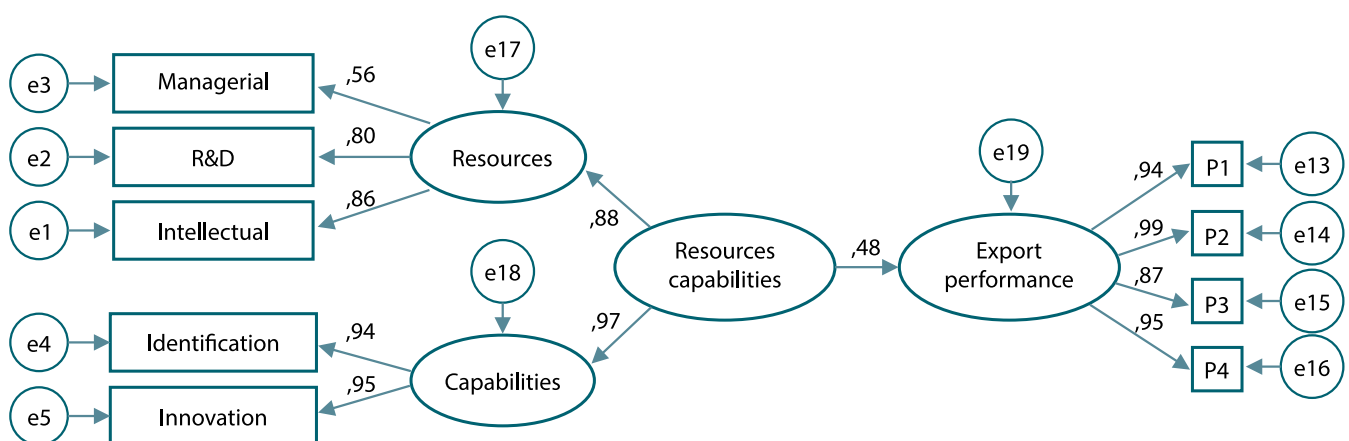 e17
e3
Managerial
,56
e2
R&D
,80
Resources
e1
Intellectual
,86
,88
e18
e4
Identification
,94
Capabilities
e5
Innovation
,95
,97
Resources
capabilities
,48
e19
Export
performance
,94
P1
e13
,99
P2
e14
,87
P3
e15
,95
P4
e16